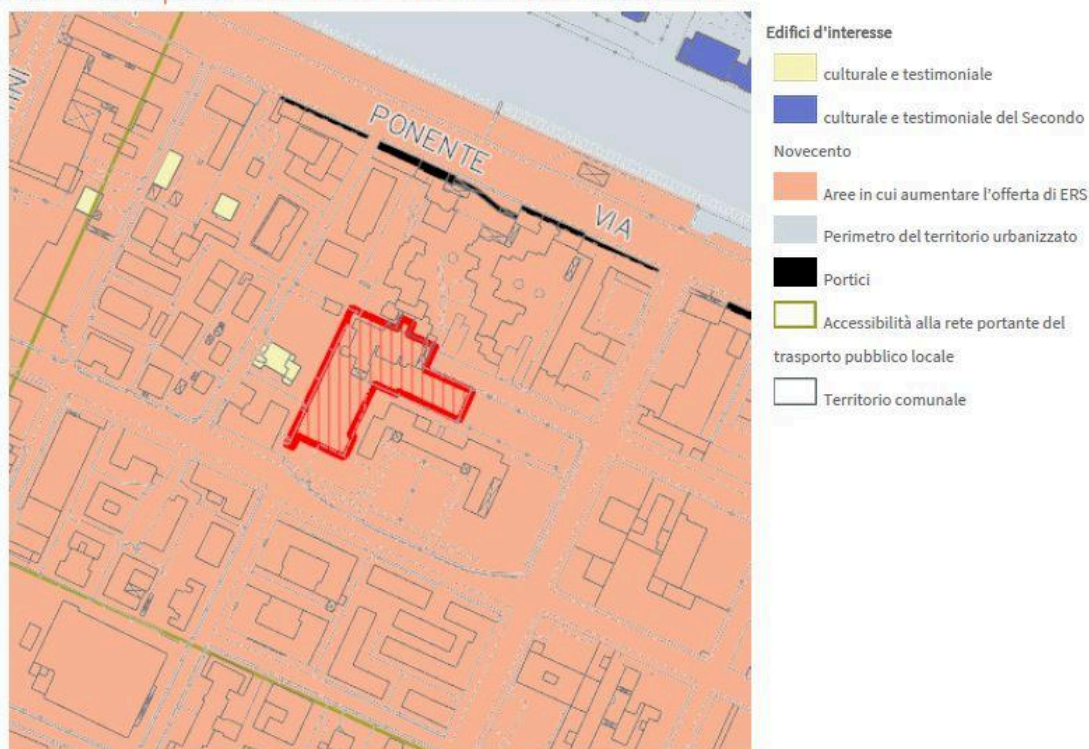 Edifici d'interesse
culturale e testimoniale
culturale e testimoniale del Secondo
Novecento
Aree in cui aumentare l'offerta di ERS
Perimetro del territorio urbanizzato
Portici
Accessibilità alla rete portante del
trasporto pubblico locale
Territorio comunale
PONENTE
VIA